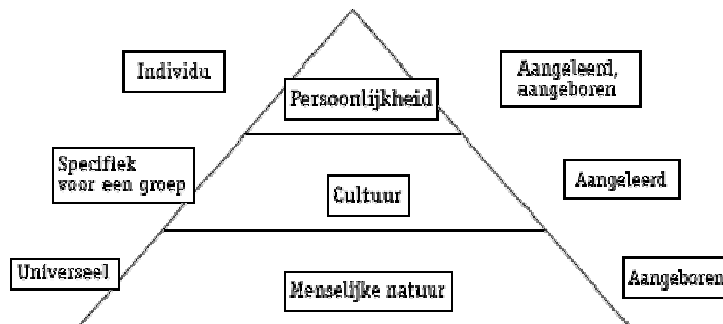 Individu
Aangeleerd,
aangeboren
Persoonlijkheid
Specifiek
voor een groep
Cultuur
Aangeleerd
Universeel
Menselijke natuur
Aangeboren